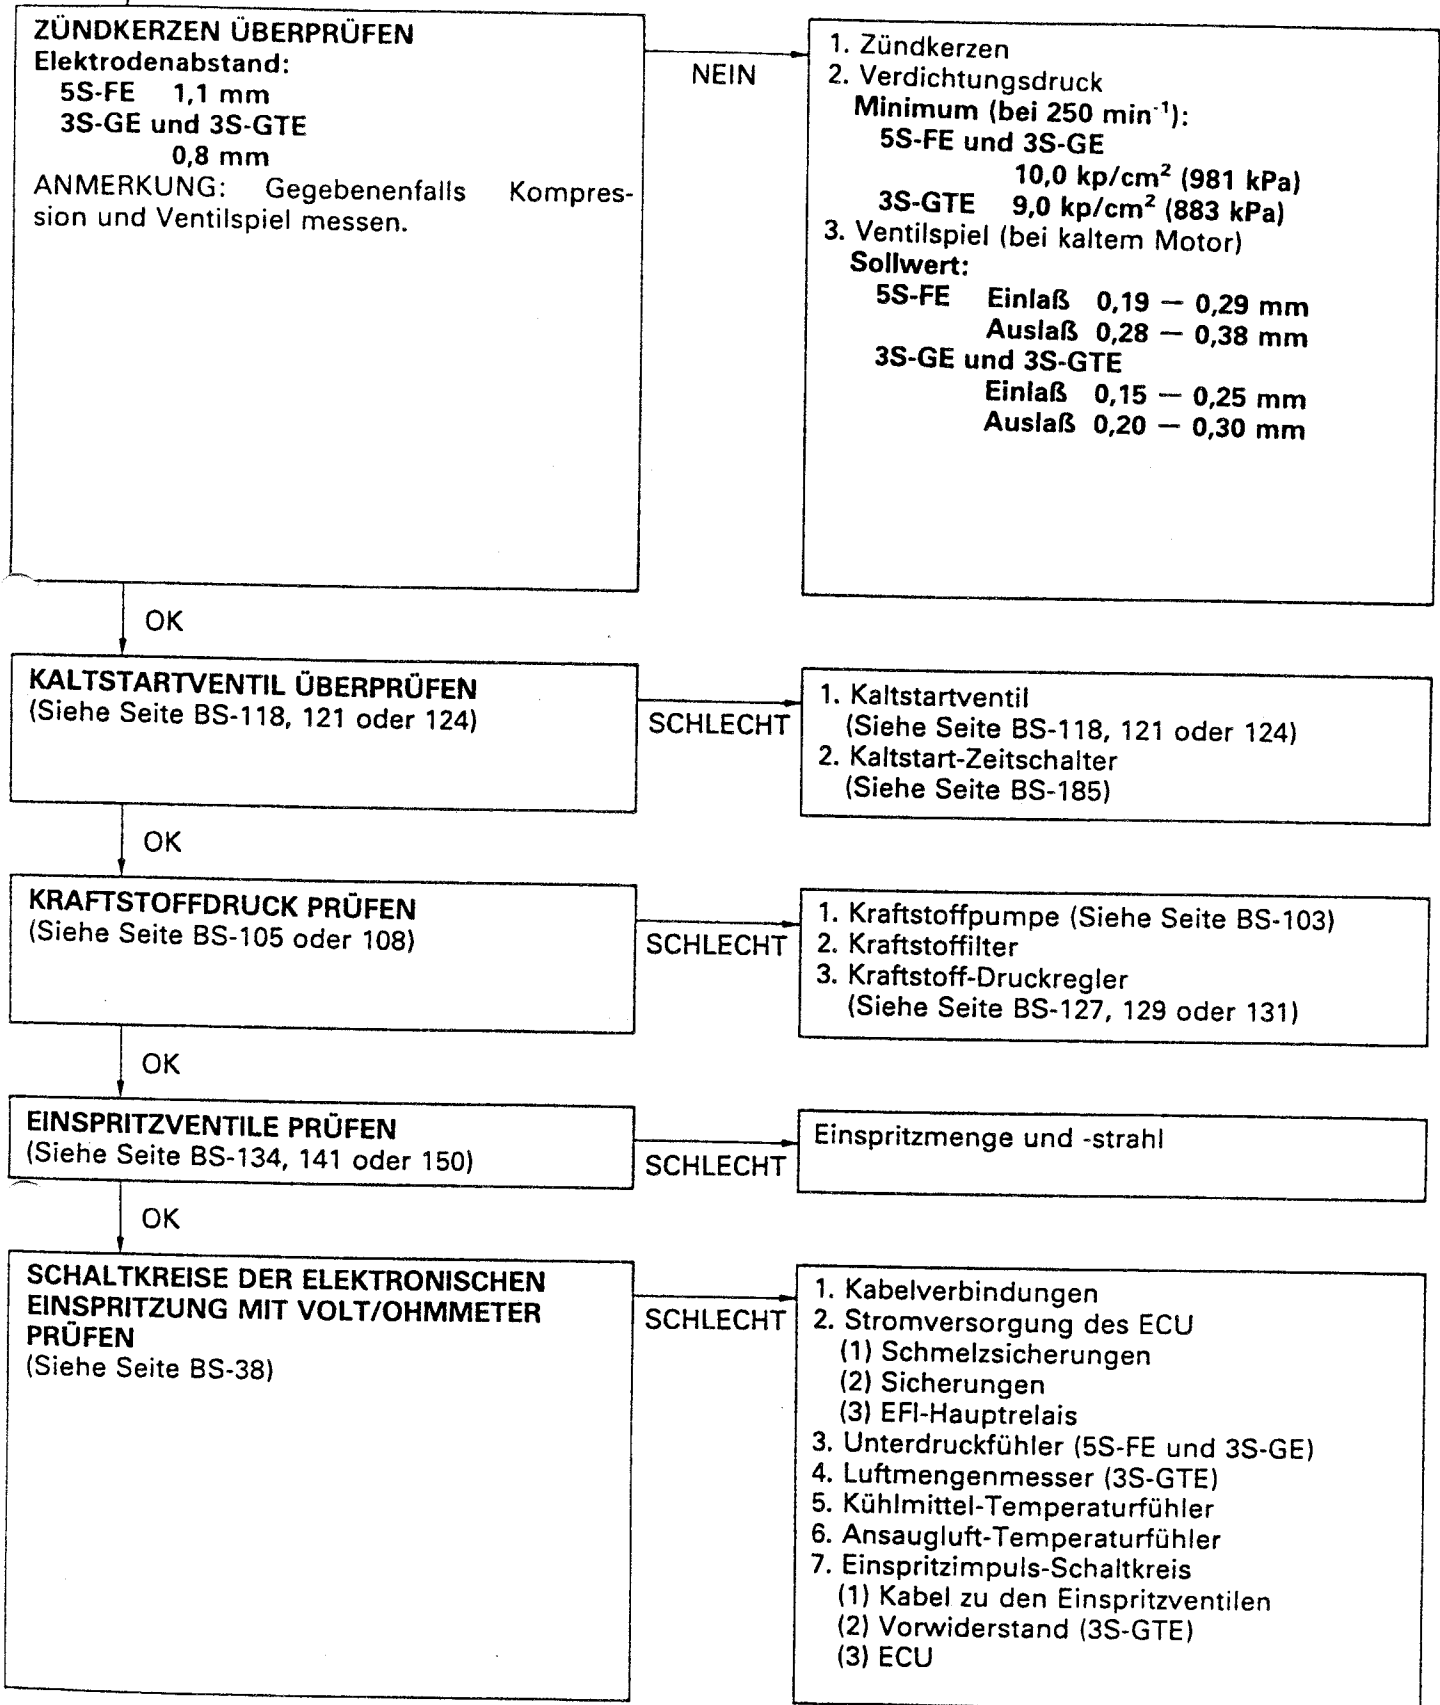 ZÜNDKERZEN ÜBERPRÜFEN
Elektrodenabstand:
5S-FE 1,1 mm
3S-GE und 3S-GTE
0,8 mm
ANMERKUNG: Gegebenenfalls Kompres-
sion und Ventilspiel messen.
NEIN
1. Zündkerzen
2. Verdichtungsdruck
Minimum (bei 250 min⁻¹):
5S-FE und 3S-GE
10,0 kp/cm² (981 kPa)
3S-GTE 9,0 kp/cm² (883 kPa)
3. Ventilspiel (bei kaltem Motor)
Sollwert:
5S-FE Einlaß 0,19 — 0,29 mm
Auslaß 0,28 — 0,38 mm
3S-GE und 3S-GTE
Einlaß 0,15 — 0,25 mm
Auslaß 0,20 — 0,30 mm
OK
KALTSTARTVENTIL ÜBERPRÜFEN
(Siehe Seite BS-118, 121 oder 124)
SCHLECHT
1. Kaltstartventil
(Siehe Seite BS-118, 121 oder 124)
2. Kaltstart-Zeitschalter
(Siehe Seite BS-185)
OK
KRAFTSTOFFDRUCK PRÜFEN
(Siehe Seite BS-105 oder 108)
SCHLECHT
1. Kraftstoffpumpe (Siehe Seite BS-103)
2. Kraftstoffilter
3. Kraftstoff-Druckregler
(Siehe Seite BS-127, 129 oder 131)
OK
EINSPRITZVENTILE PRÜFEN
(Siehe Seite BS-134, 141 oder 150)
SCHLECHT
Einspritzmenge und -strahl
OK
SCHALTKREISE DER ELEKTRONISCHEN
EINSPRITZUNG MIT VOLT/OHMMETER
PRÜFEN
(Siehe Seite BS-38)
SCHLECHT
1. Kabelverbindungen
2. Stromversorgung des ECU
(1) Schmelzsicherungen
(2) Sicherungen
(3) EFI-Hauptrelais
3. Unterdruckfühler (5S-FE und 3S-GE)
4. Luftmengenmesser (3S-GTE)
5. Kühlmittel-Temperaturfühler
6. Ansaugluft-Temperaturfühler
7. Einspritzimpuls-Schaltkreis
(1) Kabel zu den Einspritzventilen
(2) Vorwiderstand (3S-GTE)
(3) ECU